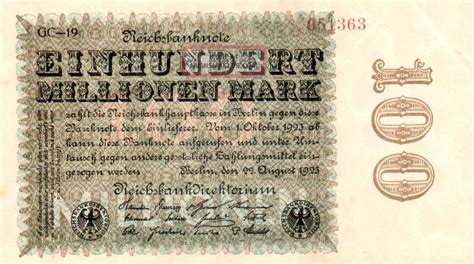 GC-19 Reichsbanknote 051363
EINHUNDERT
MILLIONEN MARK
zahlt die Reichsbankhauptkasse in Berlin gegen diese
Banknote dem Einlieferer. Vom 1. Oktober 1923 ab
kann diese Banknote aufgerufen und unter Um-
tausch gegen andere gesetzliche Zahlungsmittel ein-
gezogen werden Berlin, den 22. August 1923
Reichsbankdirektorium
100